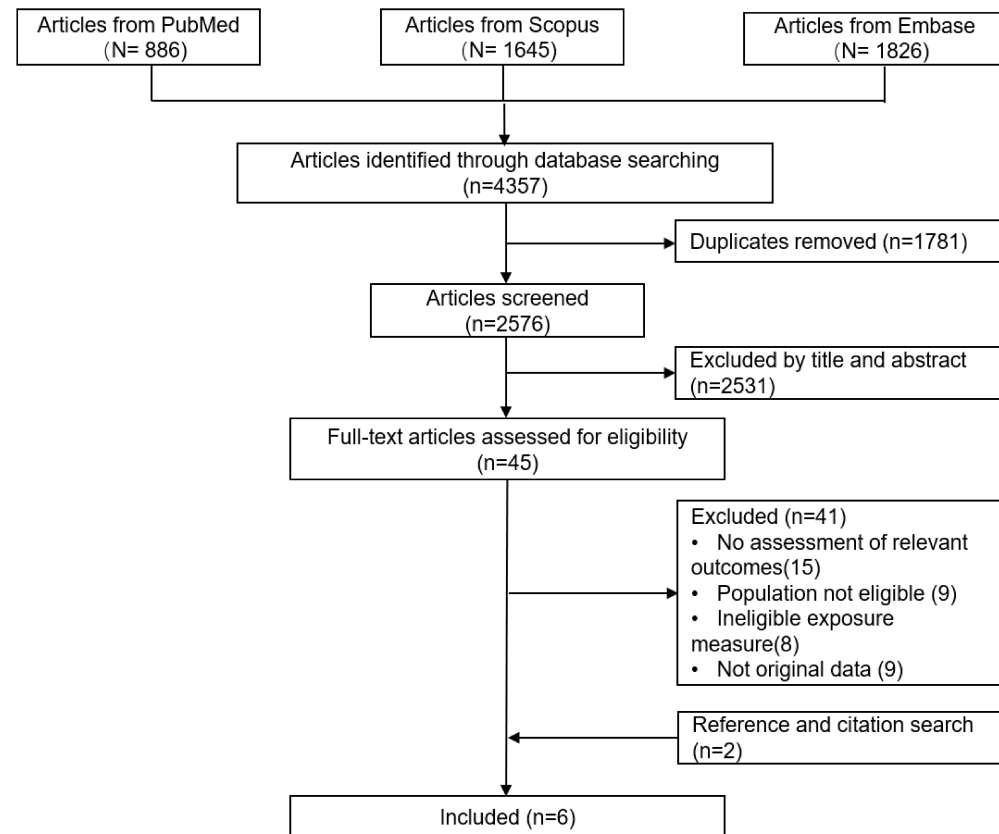 Articles from PubMed
(N= 886)
Articles from Scopus
(N= 1645)
Articles from Embase
(N= 1826)
Articles identified through database searching
(n=4357)
Duplicates removed (n=1781)
Articles screened
(n=2576)
Excluded by title and abstract
(n=2531)
Full-text articles assessed for eligibility
(n=45)
Excluded (n=41)
• No assessment of relevant
outcomes(15)
• Population not eligible (9)
• Ineligible exposure
measure(8)
• Not original data (9)
Reference and citation search
(n=2)
Included (n=6)